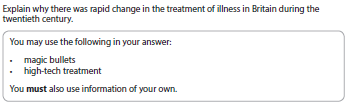 Explain why there was rapid change in the treatment of illness in Britain during the
twentieth century.
You may use the following in your answer:
• magic bullets
• high-tech treatment
You must also use information of your own.